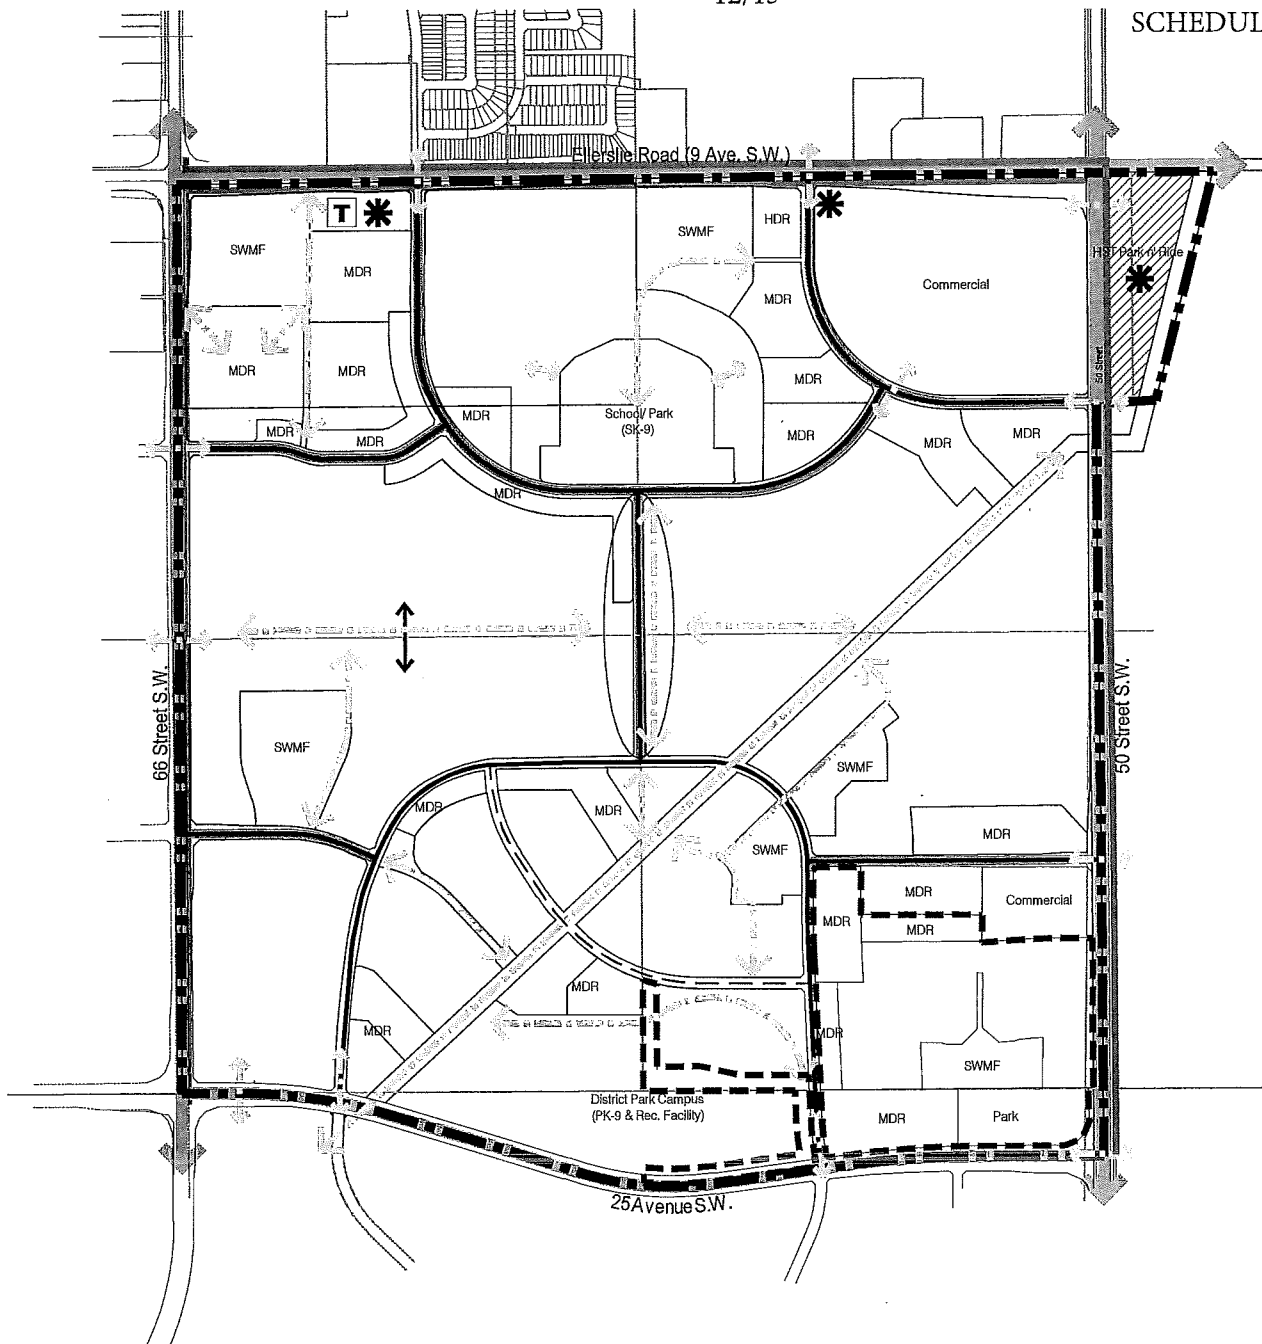 12/15
SCHEDUL
Ellerslie Road (9 Ave. S.W.)
T
HDR
SWMF
SWMF
MDR
HST Park n' Ride
Commercial
MDR
MDR
MDR
MDR
50 Street
School/ Park
(SK-9)
MDR
MDR
MDR
MDR
MDR
MDR
MDR
MDR
66 Street S.W.
50 Street S.W.
SWMF
SWMF
MDR
MDR
MDR
SWMF
MDR
Commercial
MDR
MDR
MDR
MDR
MDR
SWMF
District Park Campus
(PK-9 & Rec. Facility)
MDR
Park
25 Avenue S.W.